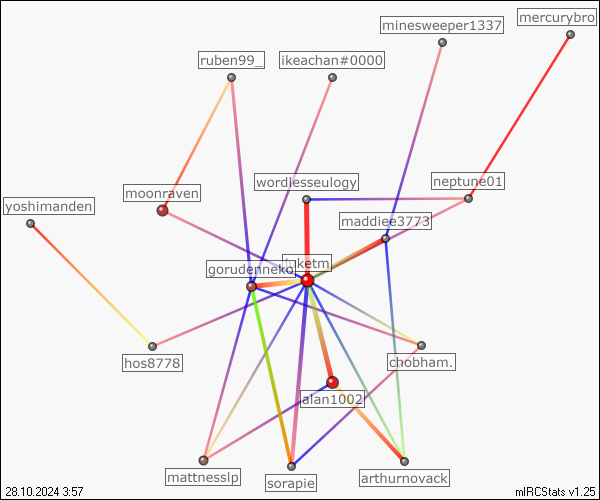 minesweeper1337
mercurybro
ruben99_
ikeachan#0000
wordlesseulogy
neptune01
moonraven
yoshimanden
maddiee3773
gorudenneko
hos8778
chobham.
alan1002
mattnesslp
sorapie
arthurnovack
28.10.2024 3:57
mIRCStats v1.25